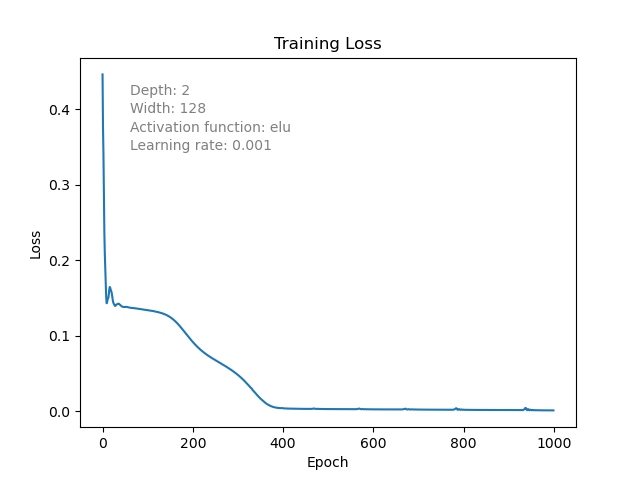 Training Loss
Depth: 2
Width: 128
Activation function: elu
Learning rate: 0.001
0.4
0.3
0.2
0.1
0.0
Loss
0 200 400 600 800 1000
Epoch